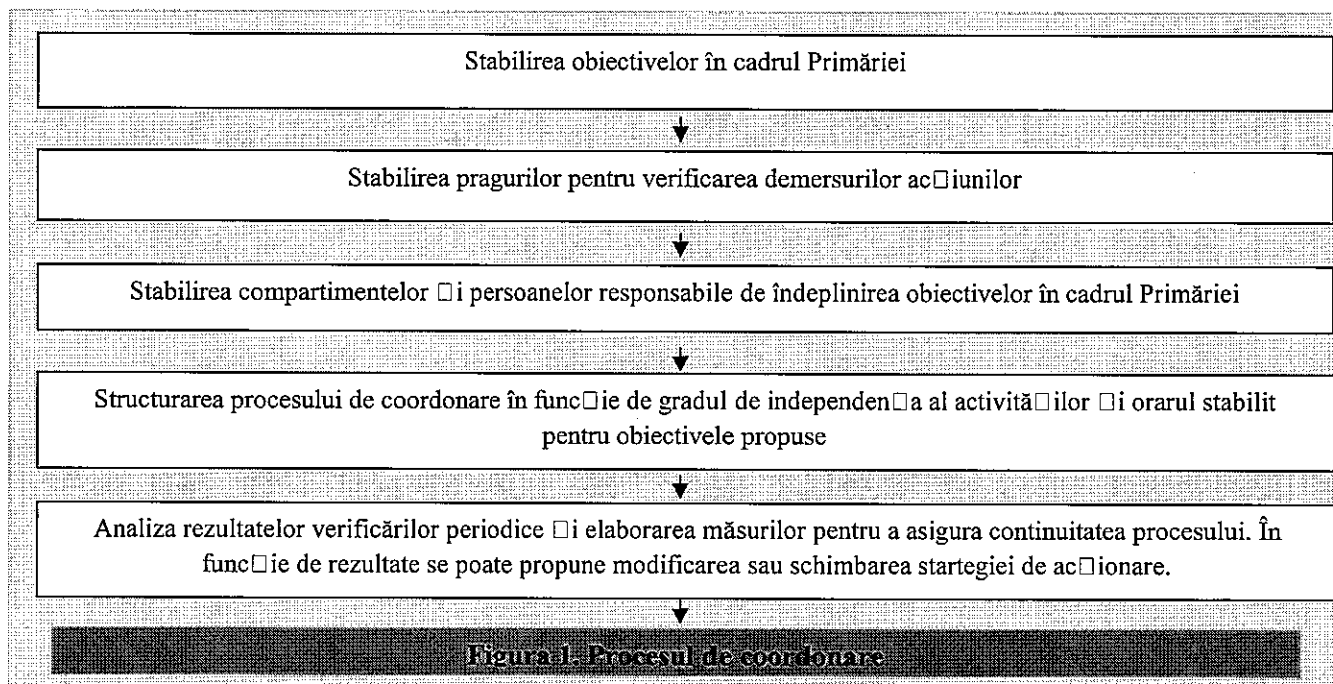 Stabilirea obiectivelor în cadrul Primăriei
Stabilirea pragurilor pentru verificarea demersurilor ac□iunilor
Stabilirea compartimentelor □i persoanelor responsabile de îndeplinirea obiectivelor în cadrul Primăriei
Structurarea procesului de coordonare în func□ie de gradul de independen□a al activită□ilor □i orarul stabilit
pentru obiectivele propuse
Analiza rezultatelor verificărilor periodice □i elaborarea măsurilor pentru a asigura continuitatea procesului. În
func□ie de rezultate se poate propune modificarea sau schimbarea startegiei de ac□ionare.
Figura 1. Procesul de coordonare